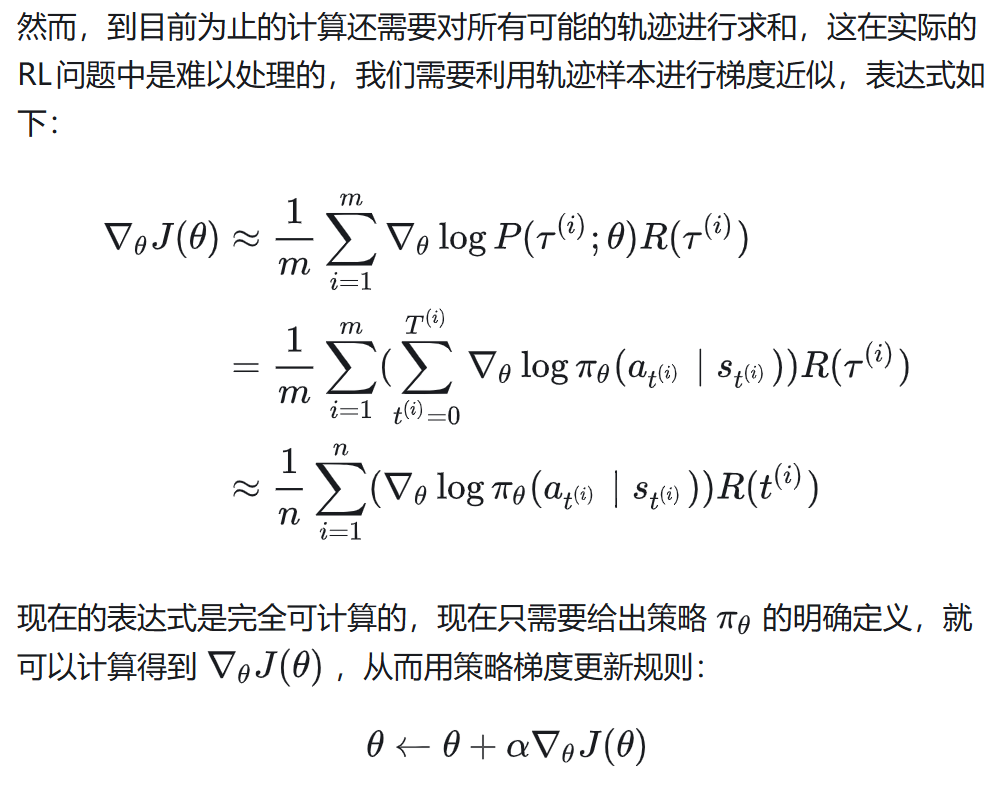 然而，到目前为止的计算还需要对所有可能的轨迹进行求和，这在实际的
RL问题中是难以处理的，我们需要利用轨迹样本进行梯度近似，表达式如
下：
$\nabla_\theta J(\theta) \approx \frac{1}{m} \sum_{i=1}^{m} \nabla_\theta \log P(\tau^{(i)}; \theta) R(\tau^{(i)})$
$= \frac{1}{m} \sum_{i=1}^{m} ( \sum_{t^{(i)}=0}^{T^{(i)}} \nabla_\theta \log \pi_\theta (a_{t^{(i)}} \mid s_{t^{(i)}})) R(\tau^{(i)})$
$\approx \frac{1}{n} \sum_{i=1}^{n} (\nabla_\theta \log \pi_\theta (a_{t^{(i)}} \mid s_{t^{(i)}})) R(t^{(i)})$
现在的表达式是完全可计算的，现在只需要给出策略 $\pi_\theta$ 的明确定义，就
可以计算得到 $\nabla_\theta J(\theta)$ ，从而用策略梯度更新规则：
$\theta \leftarrow \theta + \alpha \nabla_\theta J(\theta)$